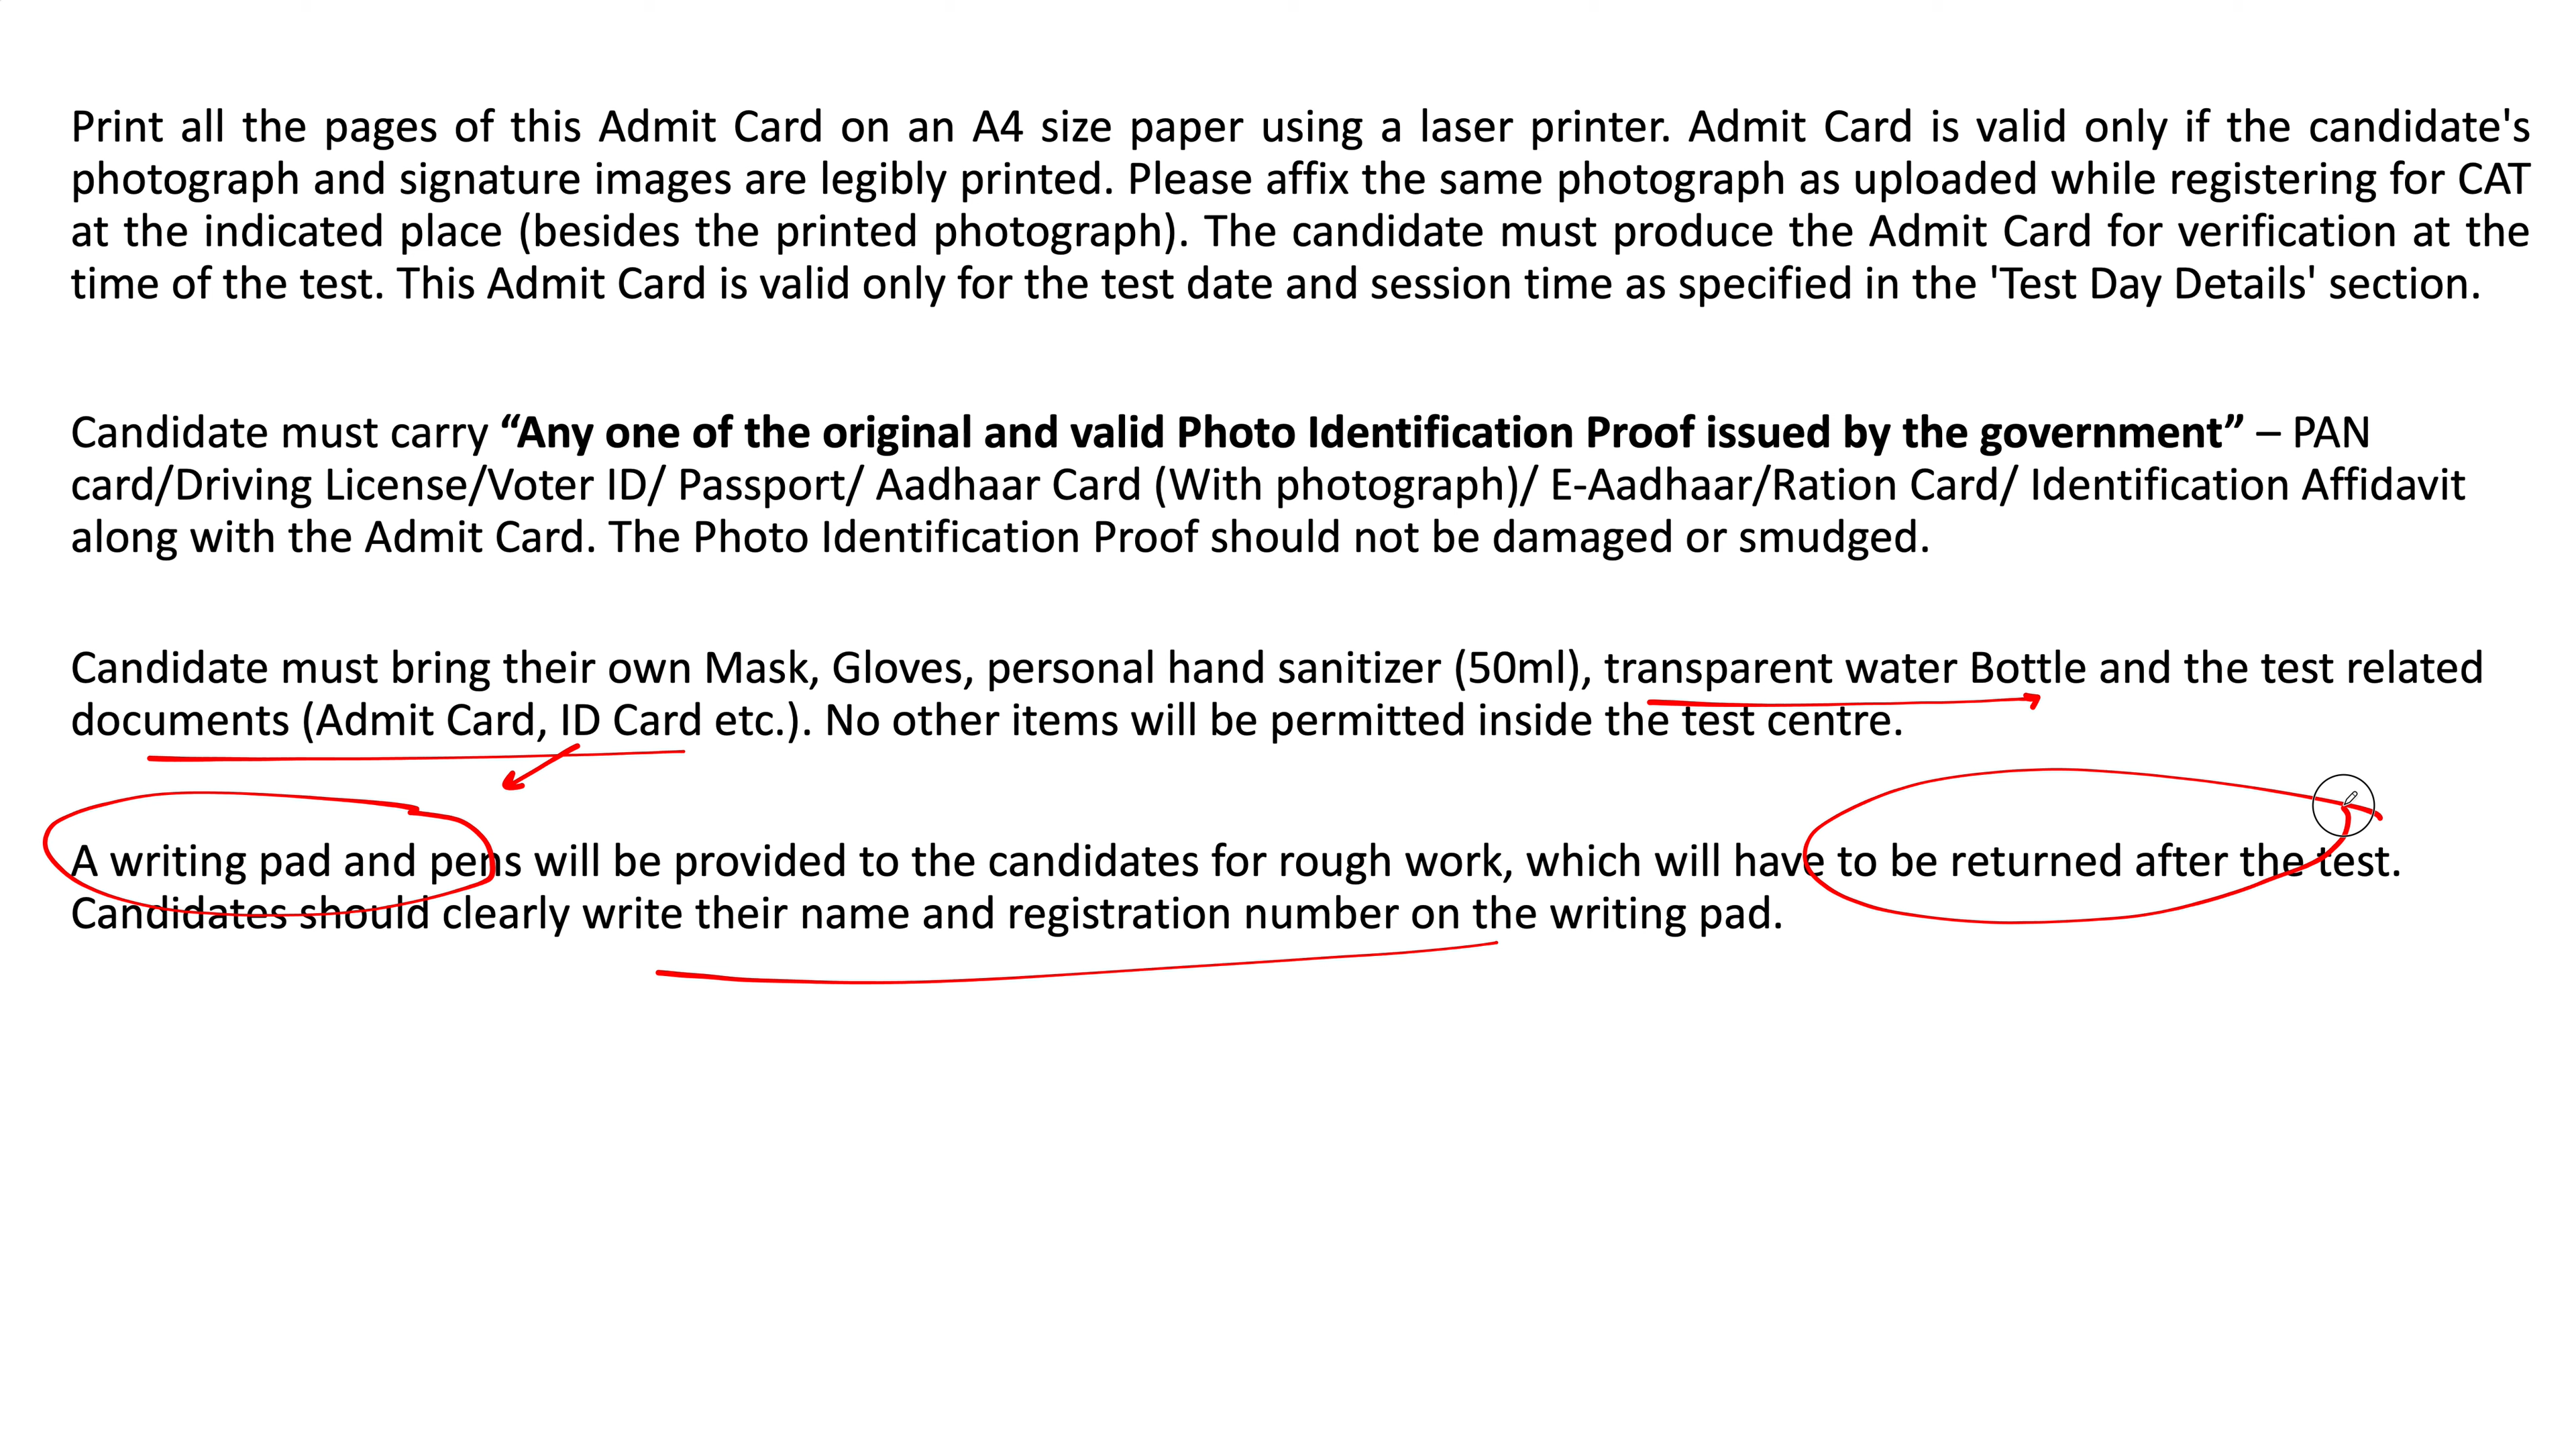 Print all the pages of this Admit Card on an A4 size paper using a laser printer. Admit Card is valid only if the candidate's
photograph and signature images are legibly printed. Please affix the same photograph as uploaded while registering for CAT
at the indicated place (besides the printed photograph). The candidate must produce the Admit Card for verification at the
time of the test. This Admit Card is valid only for the test date and session time as specified in the 'Test Day Details' section.
Candidate must carry “Any one of the original and valid Photo Identification Proof issued by the government” – PAN
card/Driving License/Voter ID/ Passport/ Aadhaar Card (With photograph)/ E-Aadhaar/Ration Card/ Identification Affidavit
along with the Admit Card. The Photo Identification Proof should not be damaged or smudged.
Candidate must bring their own Mask, Gloves, personal hand sanitizer (50ml), transparent water Bottle and the test related
documents (Admit Card, ID Card etc.). No other items will be permitted inside the test centre.
A writing pad and pens will be provided to the candidates for rough work, which will have to be returned after the test.
Candidates should clearly write their name and registration number on the writing pad.